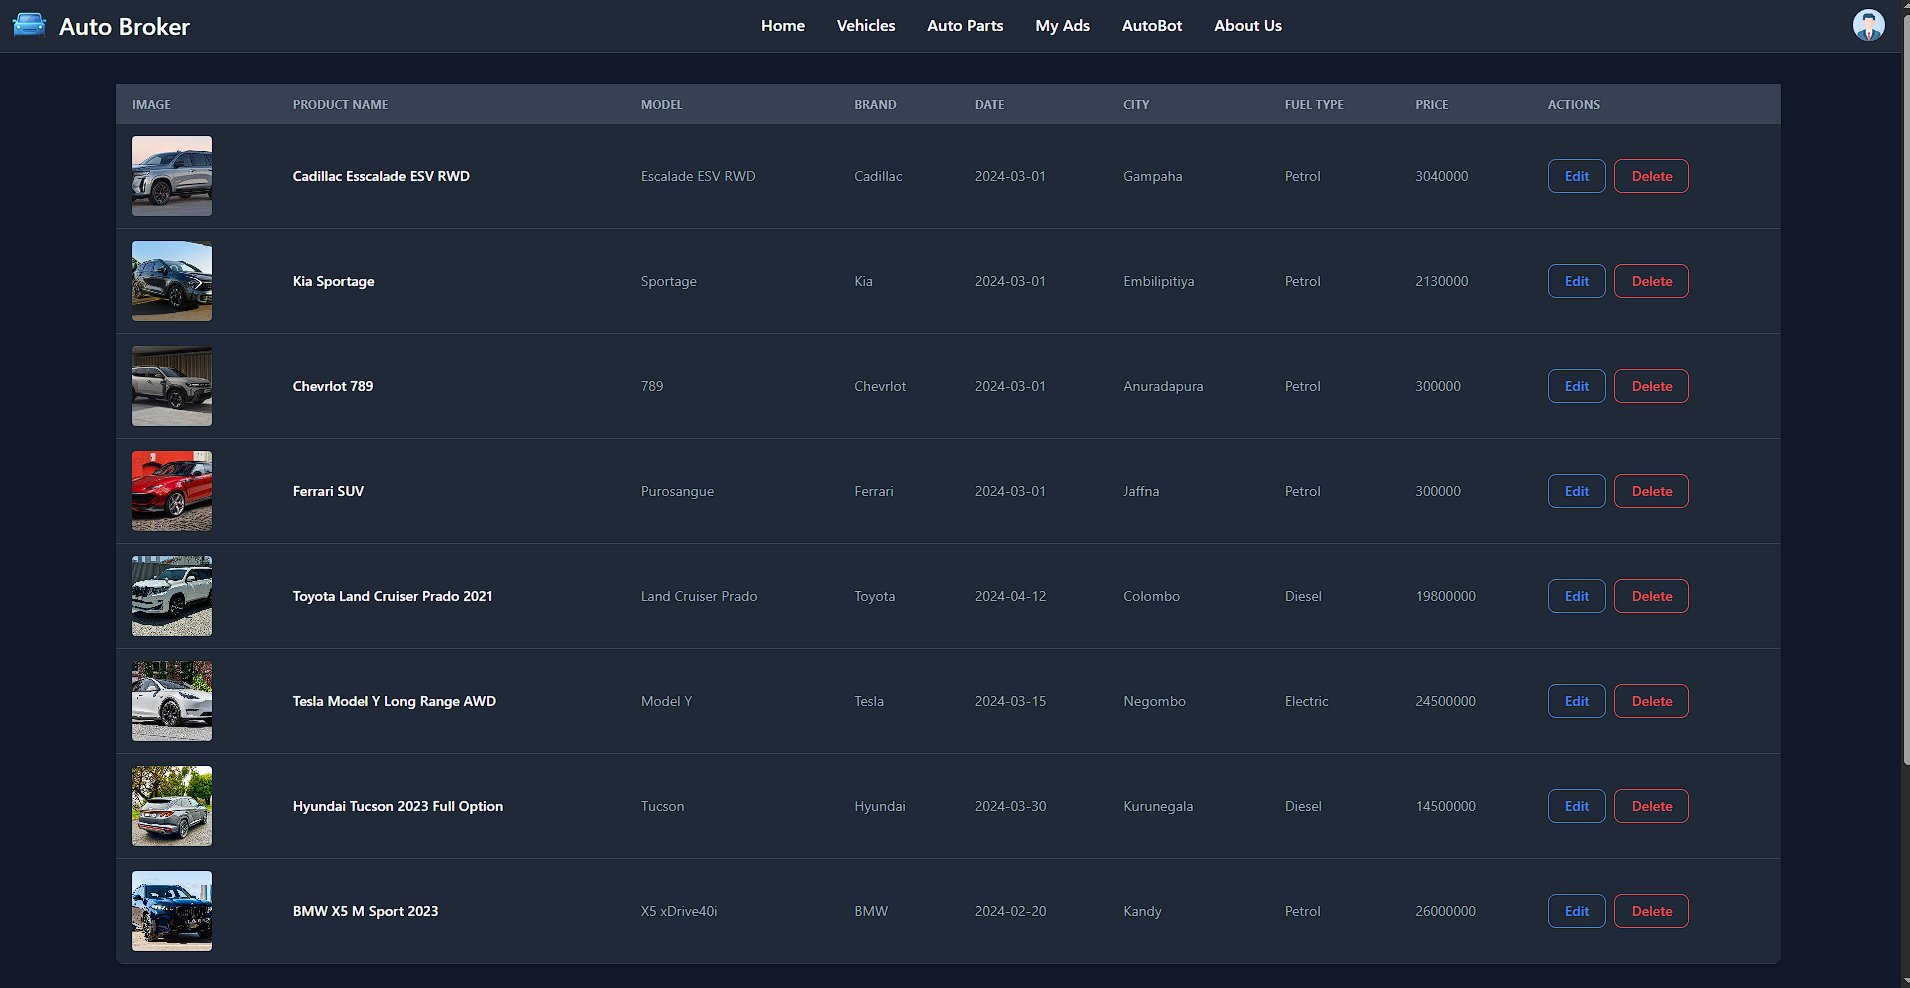 Auto Broker Home Vehicles Auto Parts My Ads AutoBot About Us
IMAGE PRODUCT NAME MODEL BRAND DATE CITY FUEL TYPE PRICE ACTIONS
Cadillac Esscalade ESV RWD Escalade ESV RWD Cadillac 2024-03-01 Gampaha Petrol 3040000 Edit Delete
Kia Sportage Sportage Kia 2024-03-01 Embilipitiya Petrol 2130000 Edit Delete
Chevrlot 789 789 Chevrlot 2024-03-01 Anuradapura Petrol 300000 Edit Delete
Ferrari SUV Purosangue Ferrari 2024-03-01 Jaffna Petrol 300000 Edit Delete
Toyota Land Cruiser Prado 2021 Land Cruiser Prado Toyota 2024-04-12 Colombo Diesel 19800000 Edit Delete
Tesla Model Y Long Range AWD Model Y Tesla 2024-03-15 Negombo Electric 24500000 Edit Delete
Hyundai Tucson 2023 Full Option Tucson Hyundai 2024-03-30 Kurunegala Diesel 14500000 Edit Delete
BMW X5 M Sport 2023 X5 xDrive40i BMW 2024-02-20 Kandy Petrol 26000000 Edit Delete